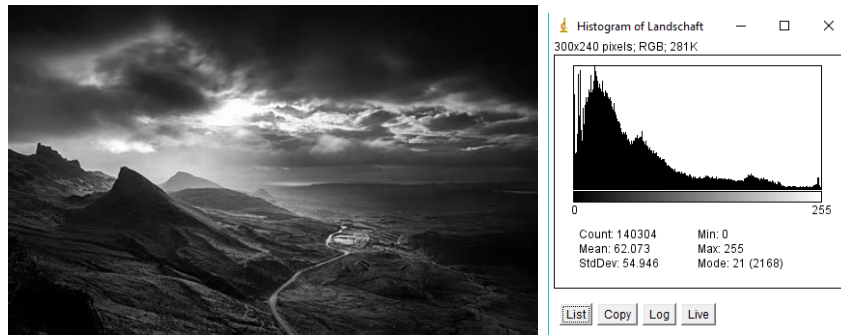 Histogram of Landschaft
300x240 pixels; RGB; 281K
0 255
Count: 140304 Min: 0
Mean: 62.073 Max: 255
StdDev: 54.946 Mode: 21 (2168)
List Copy Log Live